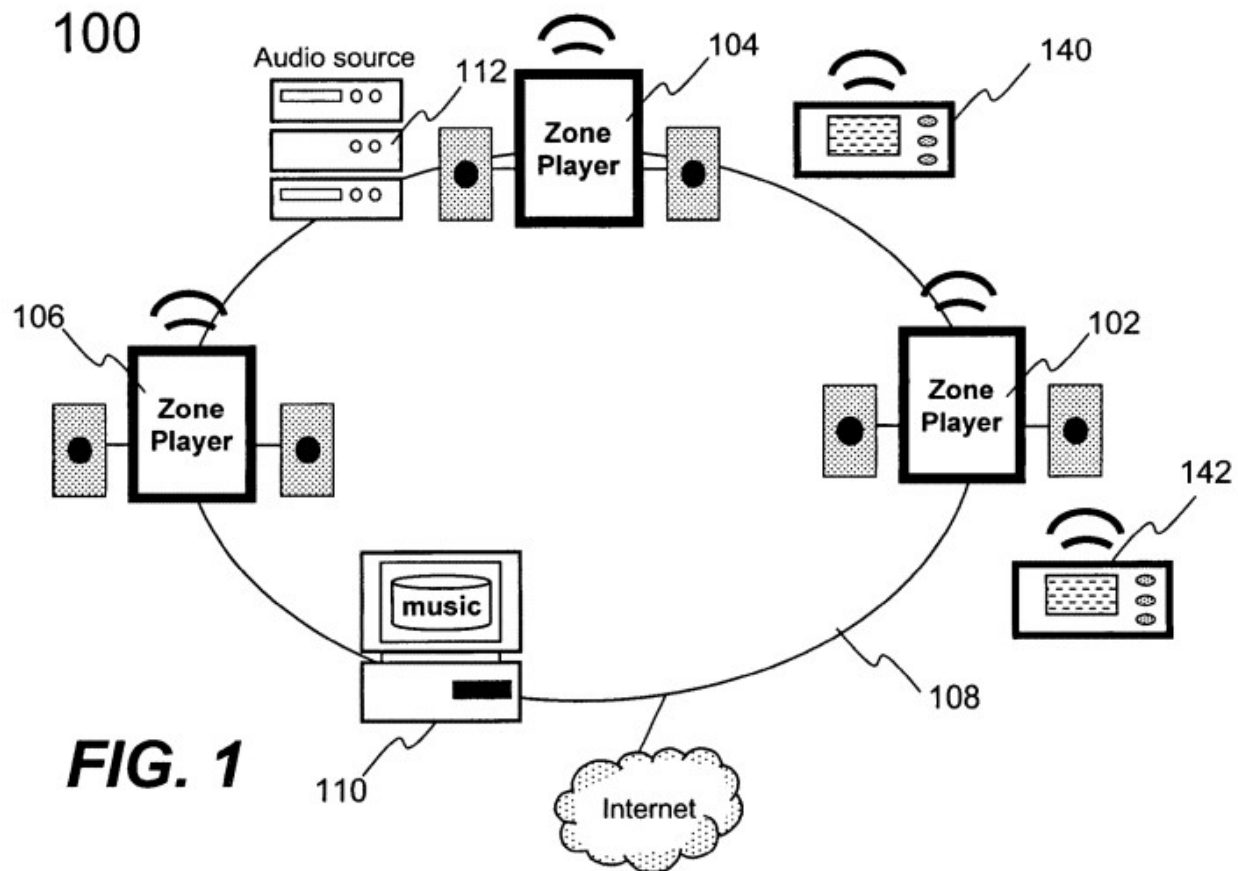 100
Audio source
112
104
Zone
Player
140
106
Zone
Player
102
Zone
Player
142
music
108
FIG. 1
110
Internet